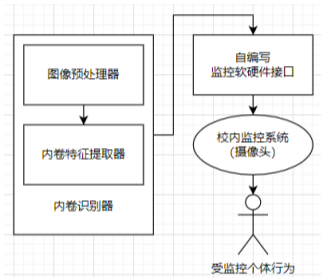 图像预处理器
内卷特征提取器
内卷识别器
自编写
监控软硬件接口
校内监控系统
(摄像头)
受监控个体行为